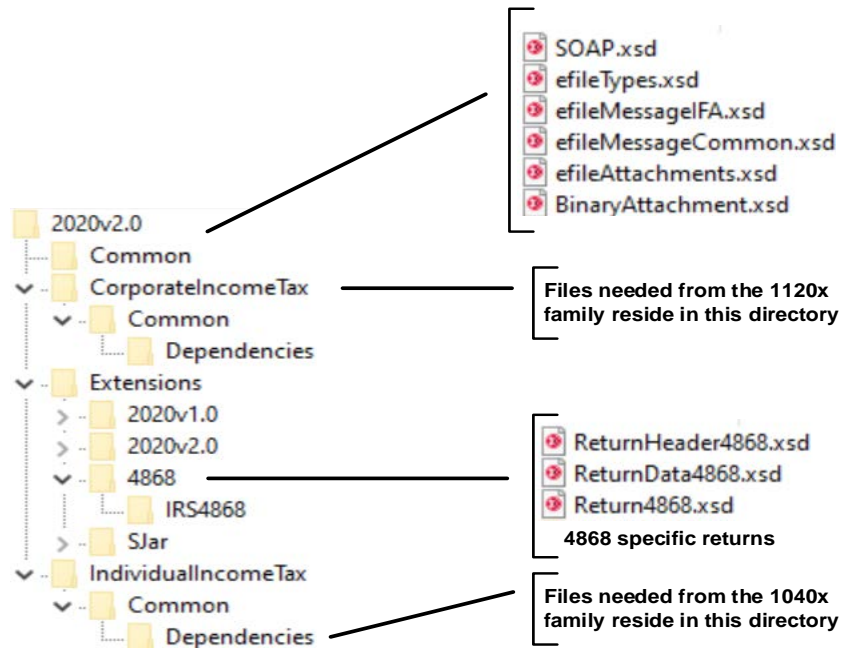 SOAP.xsd
efileTypes.xsd
efileMessageIFA.xsd
efileMessageCommon.xsd
efileAttachments.xsd
BinaryAttachment.xsd
2020v2.0
Common
CorporateIncomeTax
Common
Dependencies
Extensions
2020v1.0
2020v2.0
4868
IRS4868
SJar
IndividualIncomeTax
Common
Dependencies
Files needed from the 1120x
family reside in this directory
ReturnHeader4868.xsd
ReturnData4868.xsd
Return4868.xsd
4868 specific returns
Files needed from the 1040x
family reside in this directory